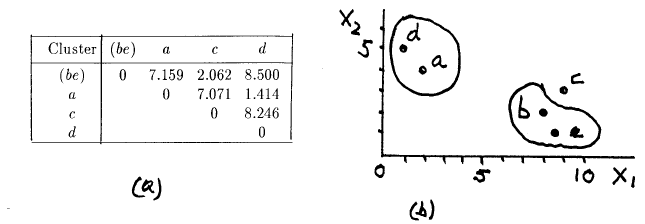 Cluster (be) a c d
(be) 0 7.159 2.062 8.500
a 0 7.071 1.414
c 0 8.246
d 0
(a)
X2
5
d
a
c
b
e
0 5 10 X1
(b)